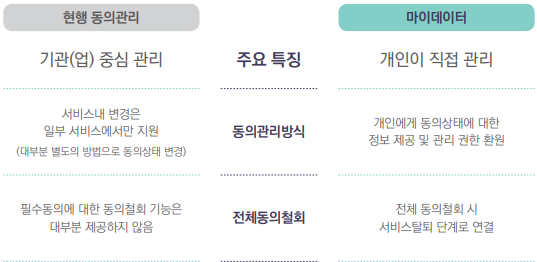 현행 동의관리
마이데이터
기관(업) 중심 관리
주요 특징
개인이 직접 관리
서비스내 변경은
일부 서비스에서만 지원
(대부분 별도의 방법으로 동의상태 변경)
동의관리방식
개인에게 동의상태에 대한
정보 제공 및 관리 권한 환원
필수동의에 대한 동의철회 기능은
대부분 제공하지 않음
전체동의철회
전체 동의철회 시
서비스탈퇴 단계로 연결